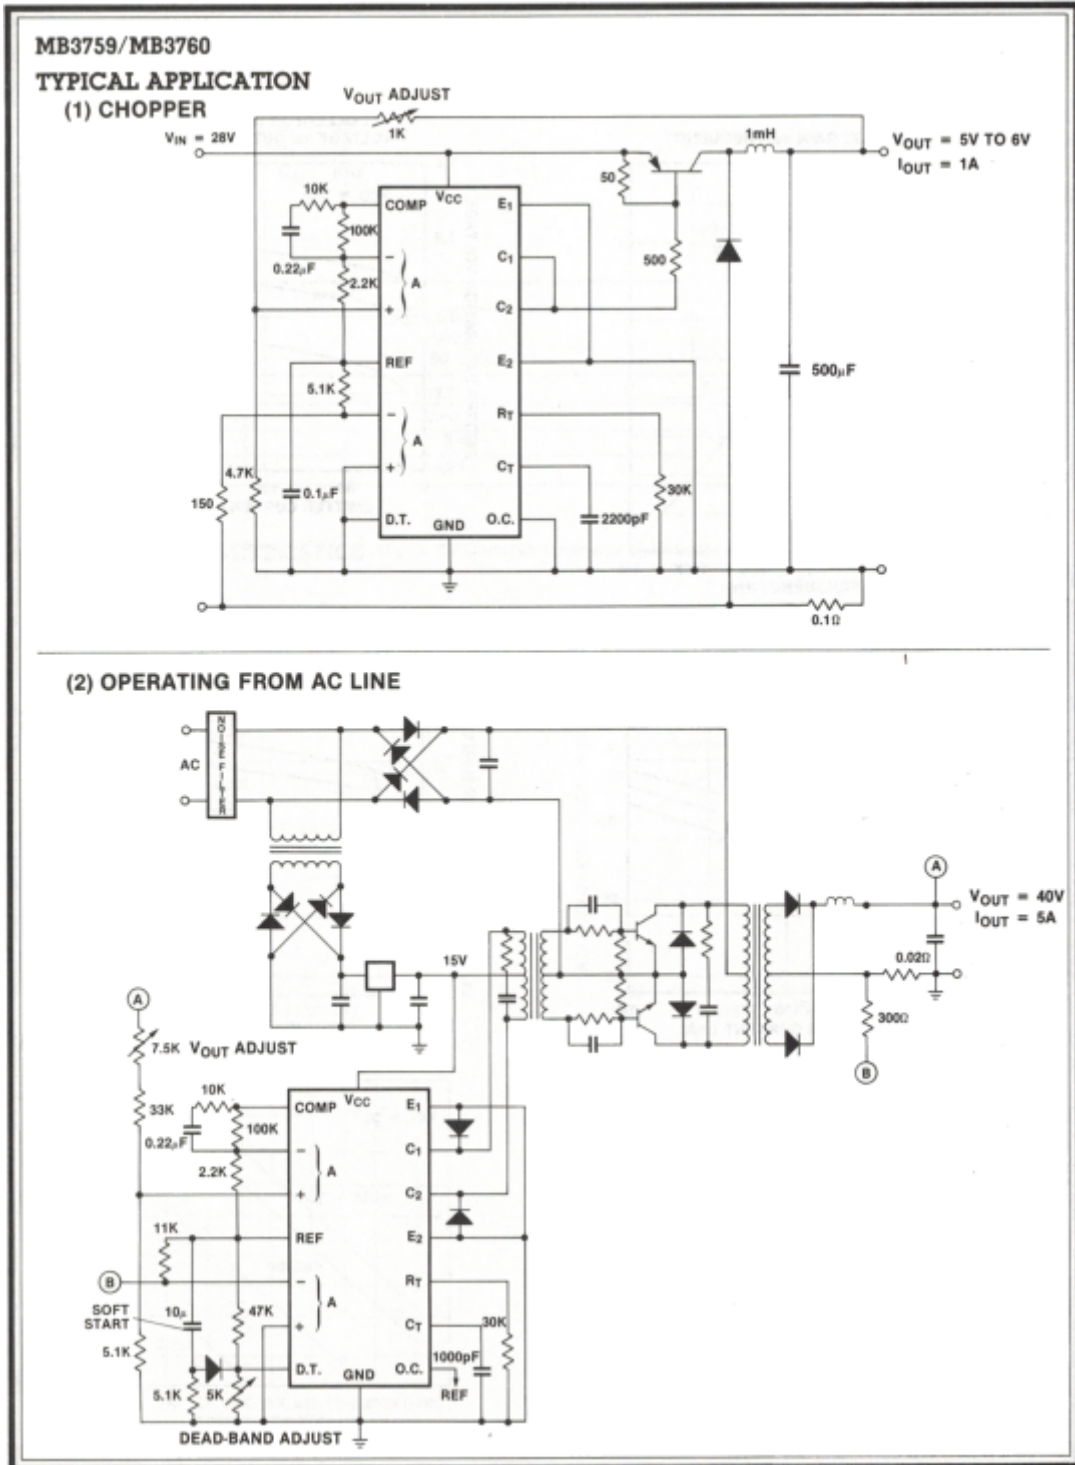 MB3759/MB3760
TYPICAL APPLICATION
(1) CHOPPER
VOUT ADJUST
1K
VIN = 28V
1mH
VOUT = 5V TO 6V
IOUT = 1A
10K
COMP
VCC
E1
50
100K
0.22μF
−
A
C1
500
2.2K
+
C2
REF
E2
500μF
5.1K
−
A
RT
4.7K
+
CT
150
0.1μF
30K
D.T.
GND
O.C.
2200pF
0.1Ω
(2) OPERATING FROM AC LINE
AC
NOISE FILTER
A
VOUT = 40V
IOUT = 5A
15V
0.02Ω
300Ω
B
A
7.5K
VOUT ADJUST
10K
33K
COMP
VCC
E1
100K
0.22μF
−
A
C1
2.2K
+
C2
11K
REF
E2
B
−
A
RT
SOFT
START
10μ
47K
+
CT
30K
5.1K
1000pF
D.T.
GND
O.C.
REF
5.1K
5K
DEAD-BAND ADJUST